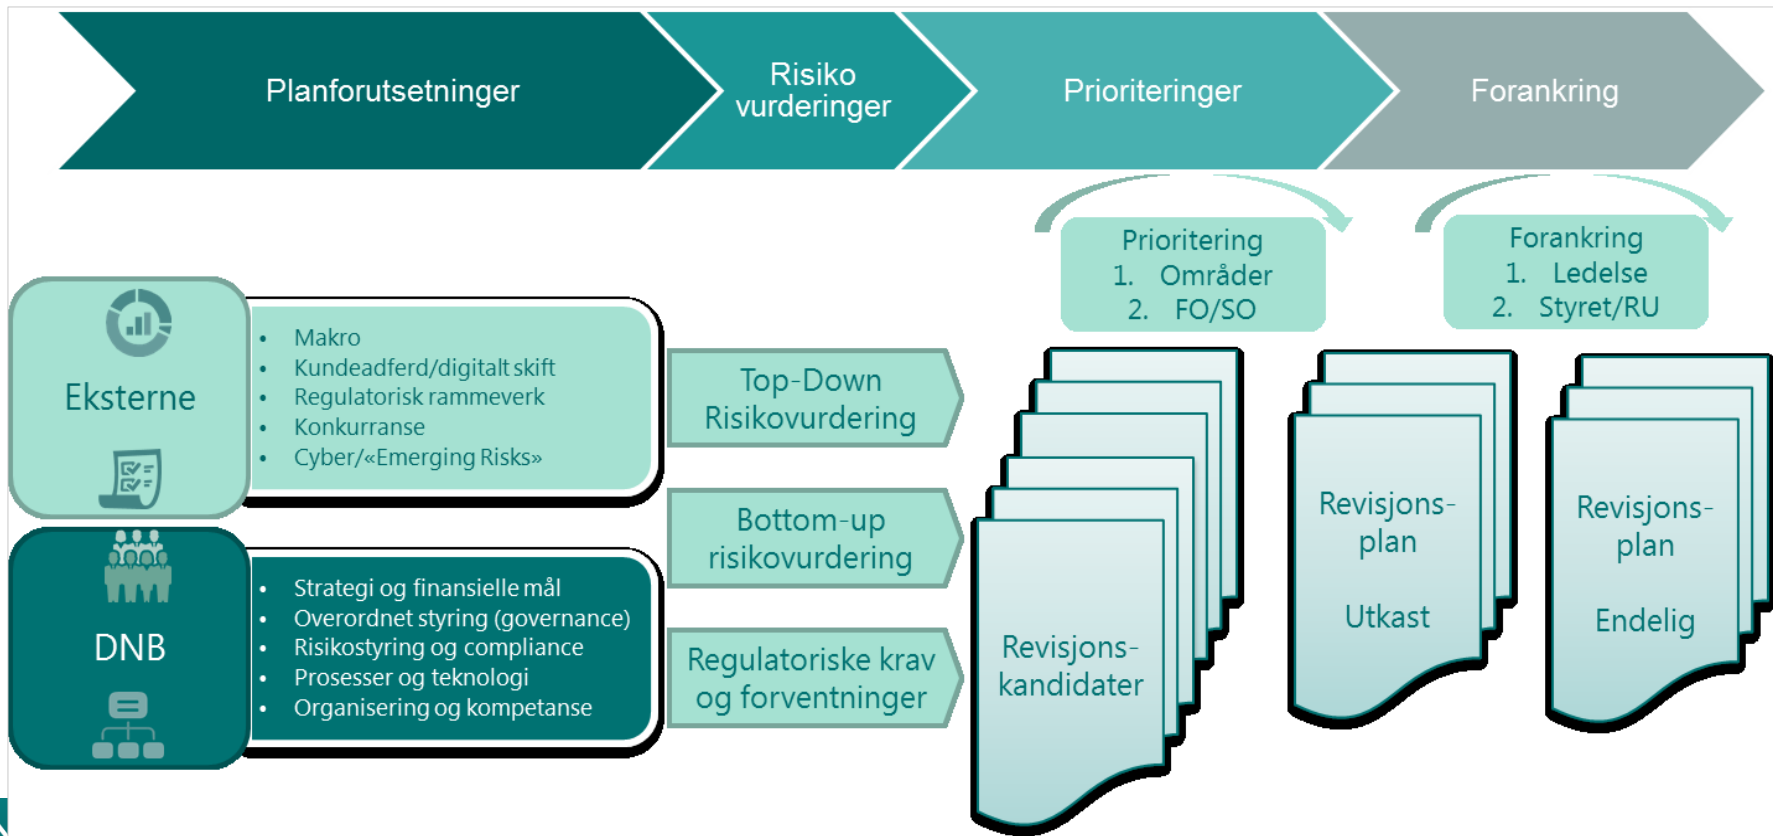 Planforutsetninger
Risiko
vurderinger
Prioriteringer
Forankring
Prioritering
1. Områder
2. FO/SO
Forankring
1. Ledelse
2. Styret/RU
Eksterne
• Makro
• Kundeadferd/digitalt skift
• Regulatorisk rammeverk
• Konkurranse
• Cyber/«Emerging Risks»
DNB
• Strategi og finansielle mål
• Overordnet styring (governance)
• Risikostyring og compliance
• Prosesser og teknologi
• Organisering og kompetanse
Top-Down
Risikovurdering
Bottom-up
risikovurdering
Regulatoriske krav
og forventninger
Revisjons-
kandidater
Revisjons-
plan
Utkast
Revisjons-
plan
Endelig